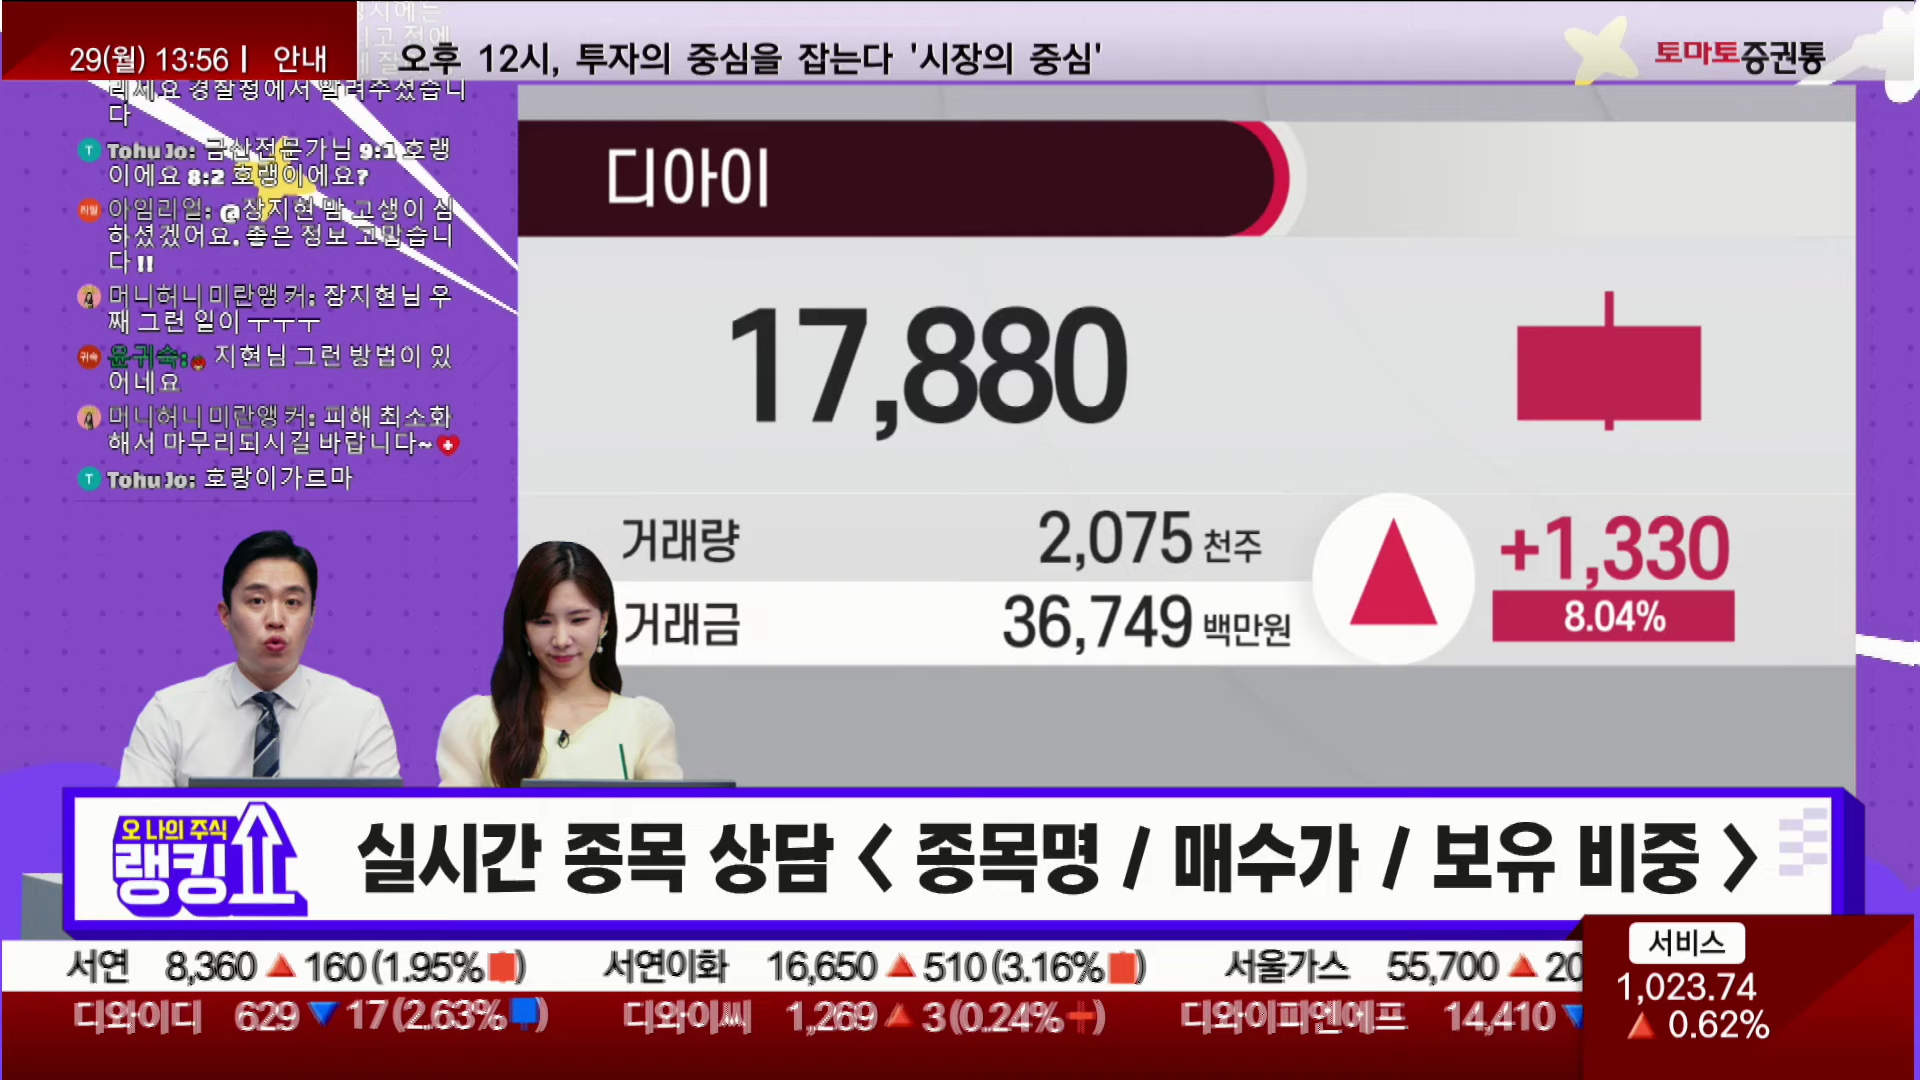 29(월) 13:56 | 안내
오후 12시, 투자의 중심을 잡는다 '시장의 중심'
토마토증권통
다
Tohu Jo: 금산전문가님 9:1 호랭
이에요 8:2 호랭이에요?
아임리얼: @장지현 맘 고생이 심
하셨겠어요. 좋은 정보 고맙습니
다 !!
머니허니 미란앵커: 장지현님 우
째 그런 일이 ㅜㅜㅜ
윤귀숙: 지현님 그런 방법이 있
어네요
머니허니 미란앵커: 피해 최소화
해서 마무리되시길 바랍니다~
Tohu Jo: 호랑이가르마
디아이
17,880
거래량 2,075 천주
거래금 36,749 백만원
+1,330
8.04%
오 나의 주식
랭킹쇼
실시간 종목 상담 < 종목명 / 매수가 / 보유 비중 >
서연 8,360 ▲160 (1.95%) 서연이화 16,650 ▲510 (3.16%) 서울가스 55,700 ▲20
디와이디 629 ▼17 (2.63%) 디와이씨 1,269 ▲3 (0.24%+) 디와이피엔에프 14,410 ▼
서비스
1,023.74
▲ 0.62%